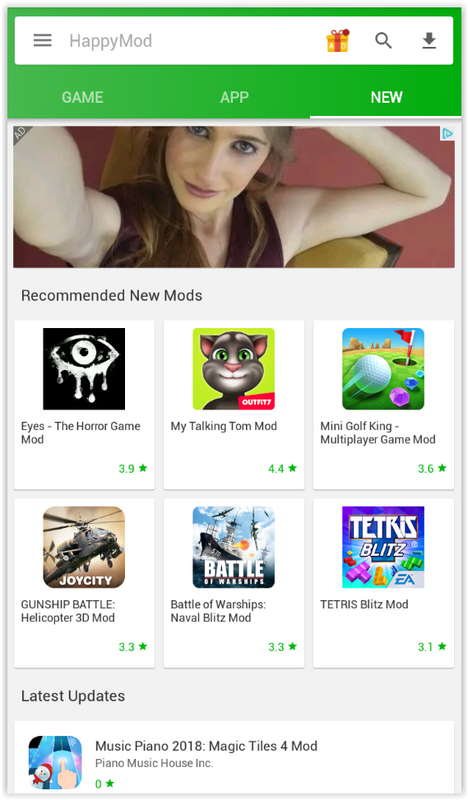 HappyMod
GAME
APP
NEW
AD
Recommended New Mods
OUTFIT7
Eyes - The Horror Game
Mod
3.9
My Talking Tom Mod
4.4
Mini Golf King -
Multiplayer Game Mod
3.6
JOYCITY
GUNSHIP BATTLE:
Helicopter 3D Mod
3.3
BATTLE
OF WARSHIPS
Battle of Warships:
Naval Blitz Mod
3.3
TETRIS
BLITZ
EA
TETRIS Blitz Mod
3.1
Latest Updates
Music Piano 2018: Magic Tiles 4 Mod
Piano Music House Inc.
0